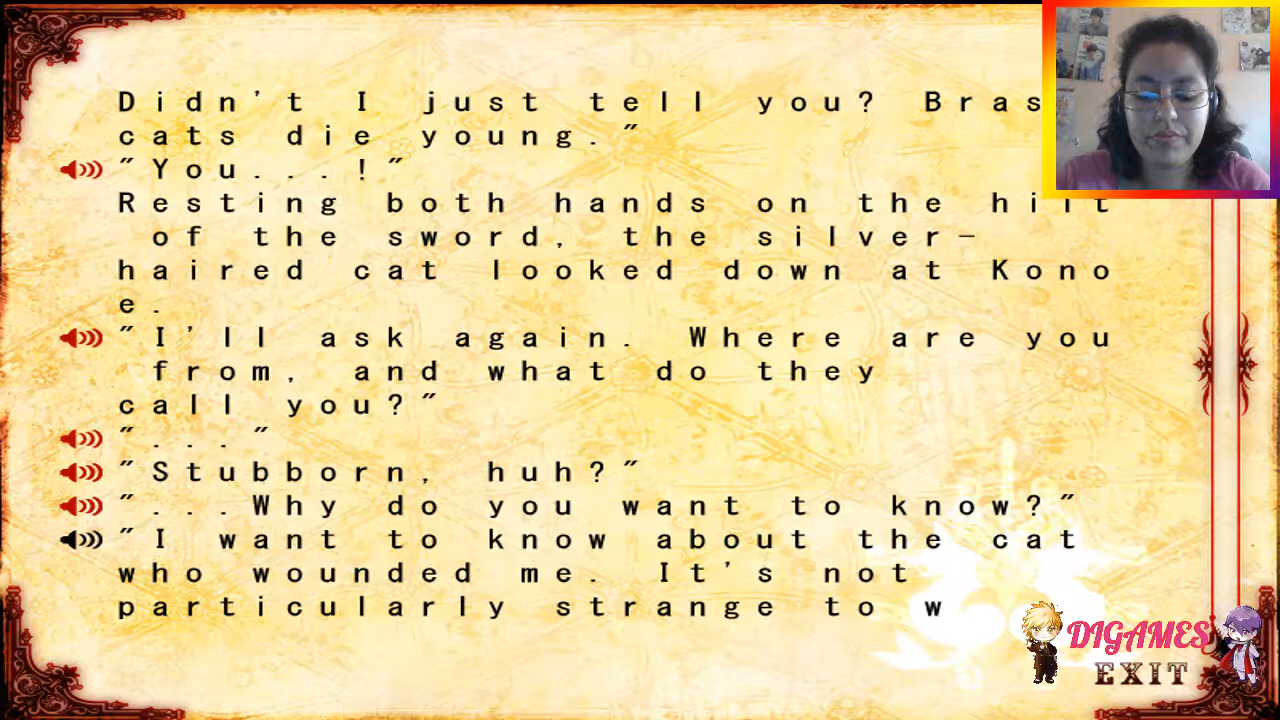 Didn't I just tell you? Bras
cats die young."
"You...!"
Resting both hands on the hilt
of the sword, the silver-
haired cat looked down at Kono
e.
"I'll ask again. Where are you
from, and what do they
call you?"
"..."
"Stubborn, huh?"
"...Why do you want to know?"
"I want to know about the cat
who wounded me. It's not
particularly strange to w
DIGAMES
EXIT